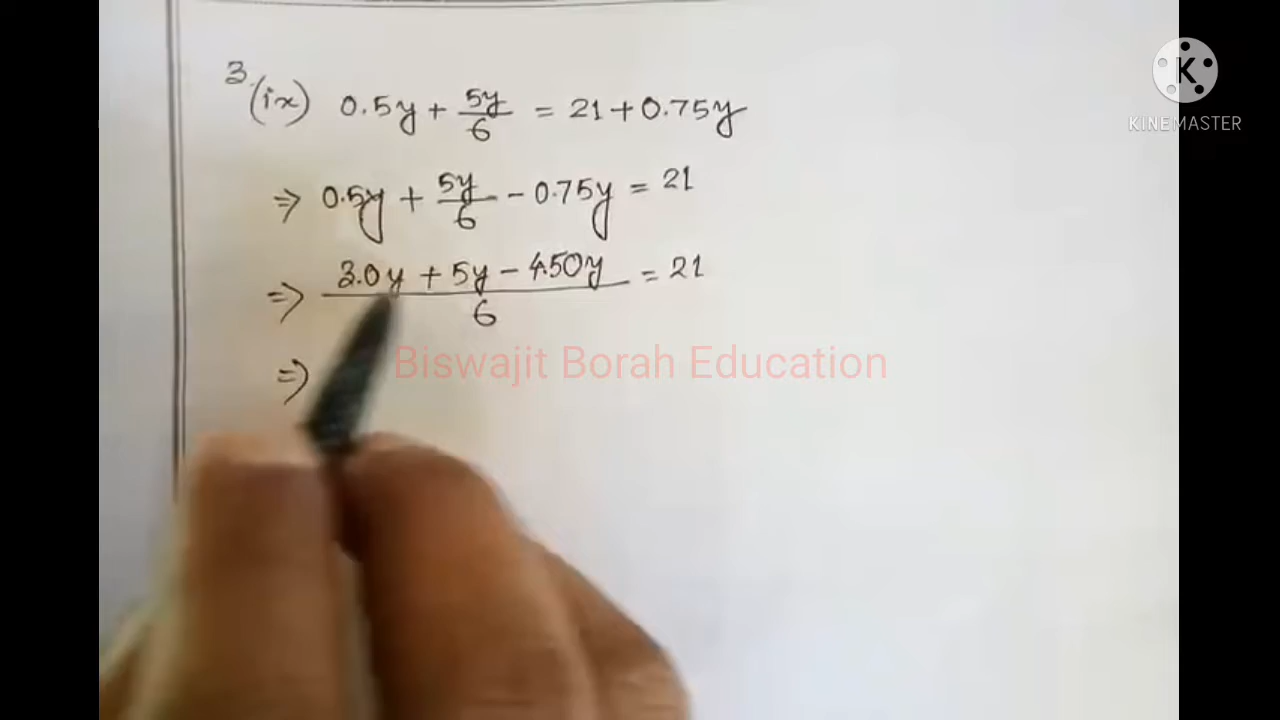 3.(ix) 0.5y + 5y/6 = 21 + 0.75y
⇒ 0.5y + 5y/6 - 0.75y = 21
⇒ 3.0y + 5y - 4.50y / 6 = 21
⇒
Biswajit Borah Education
K
KINEMASTER